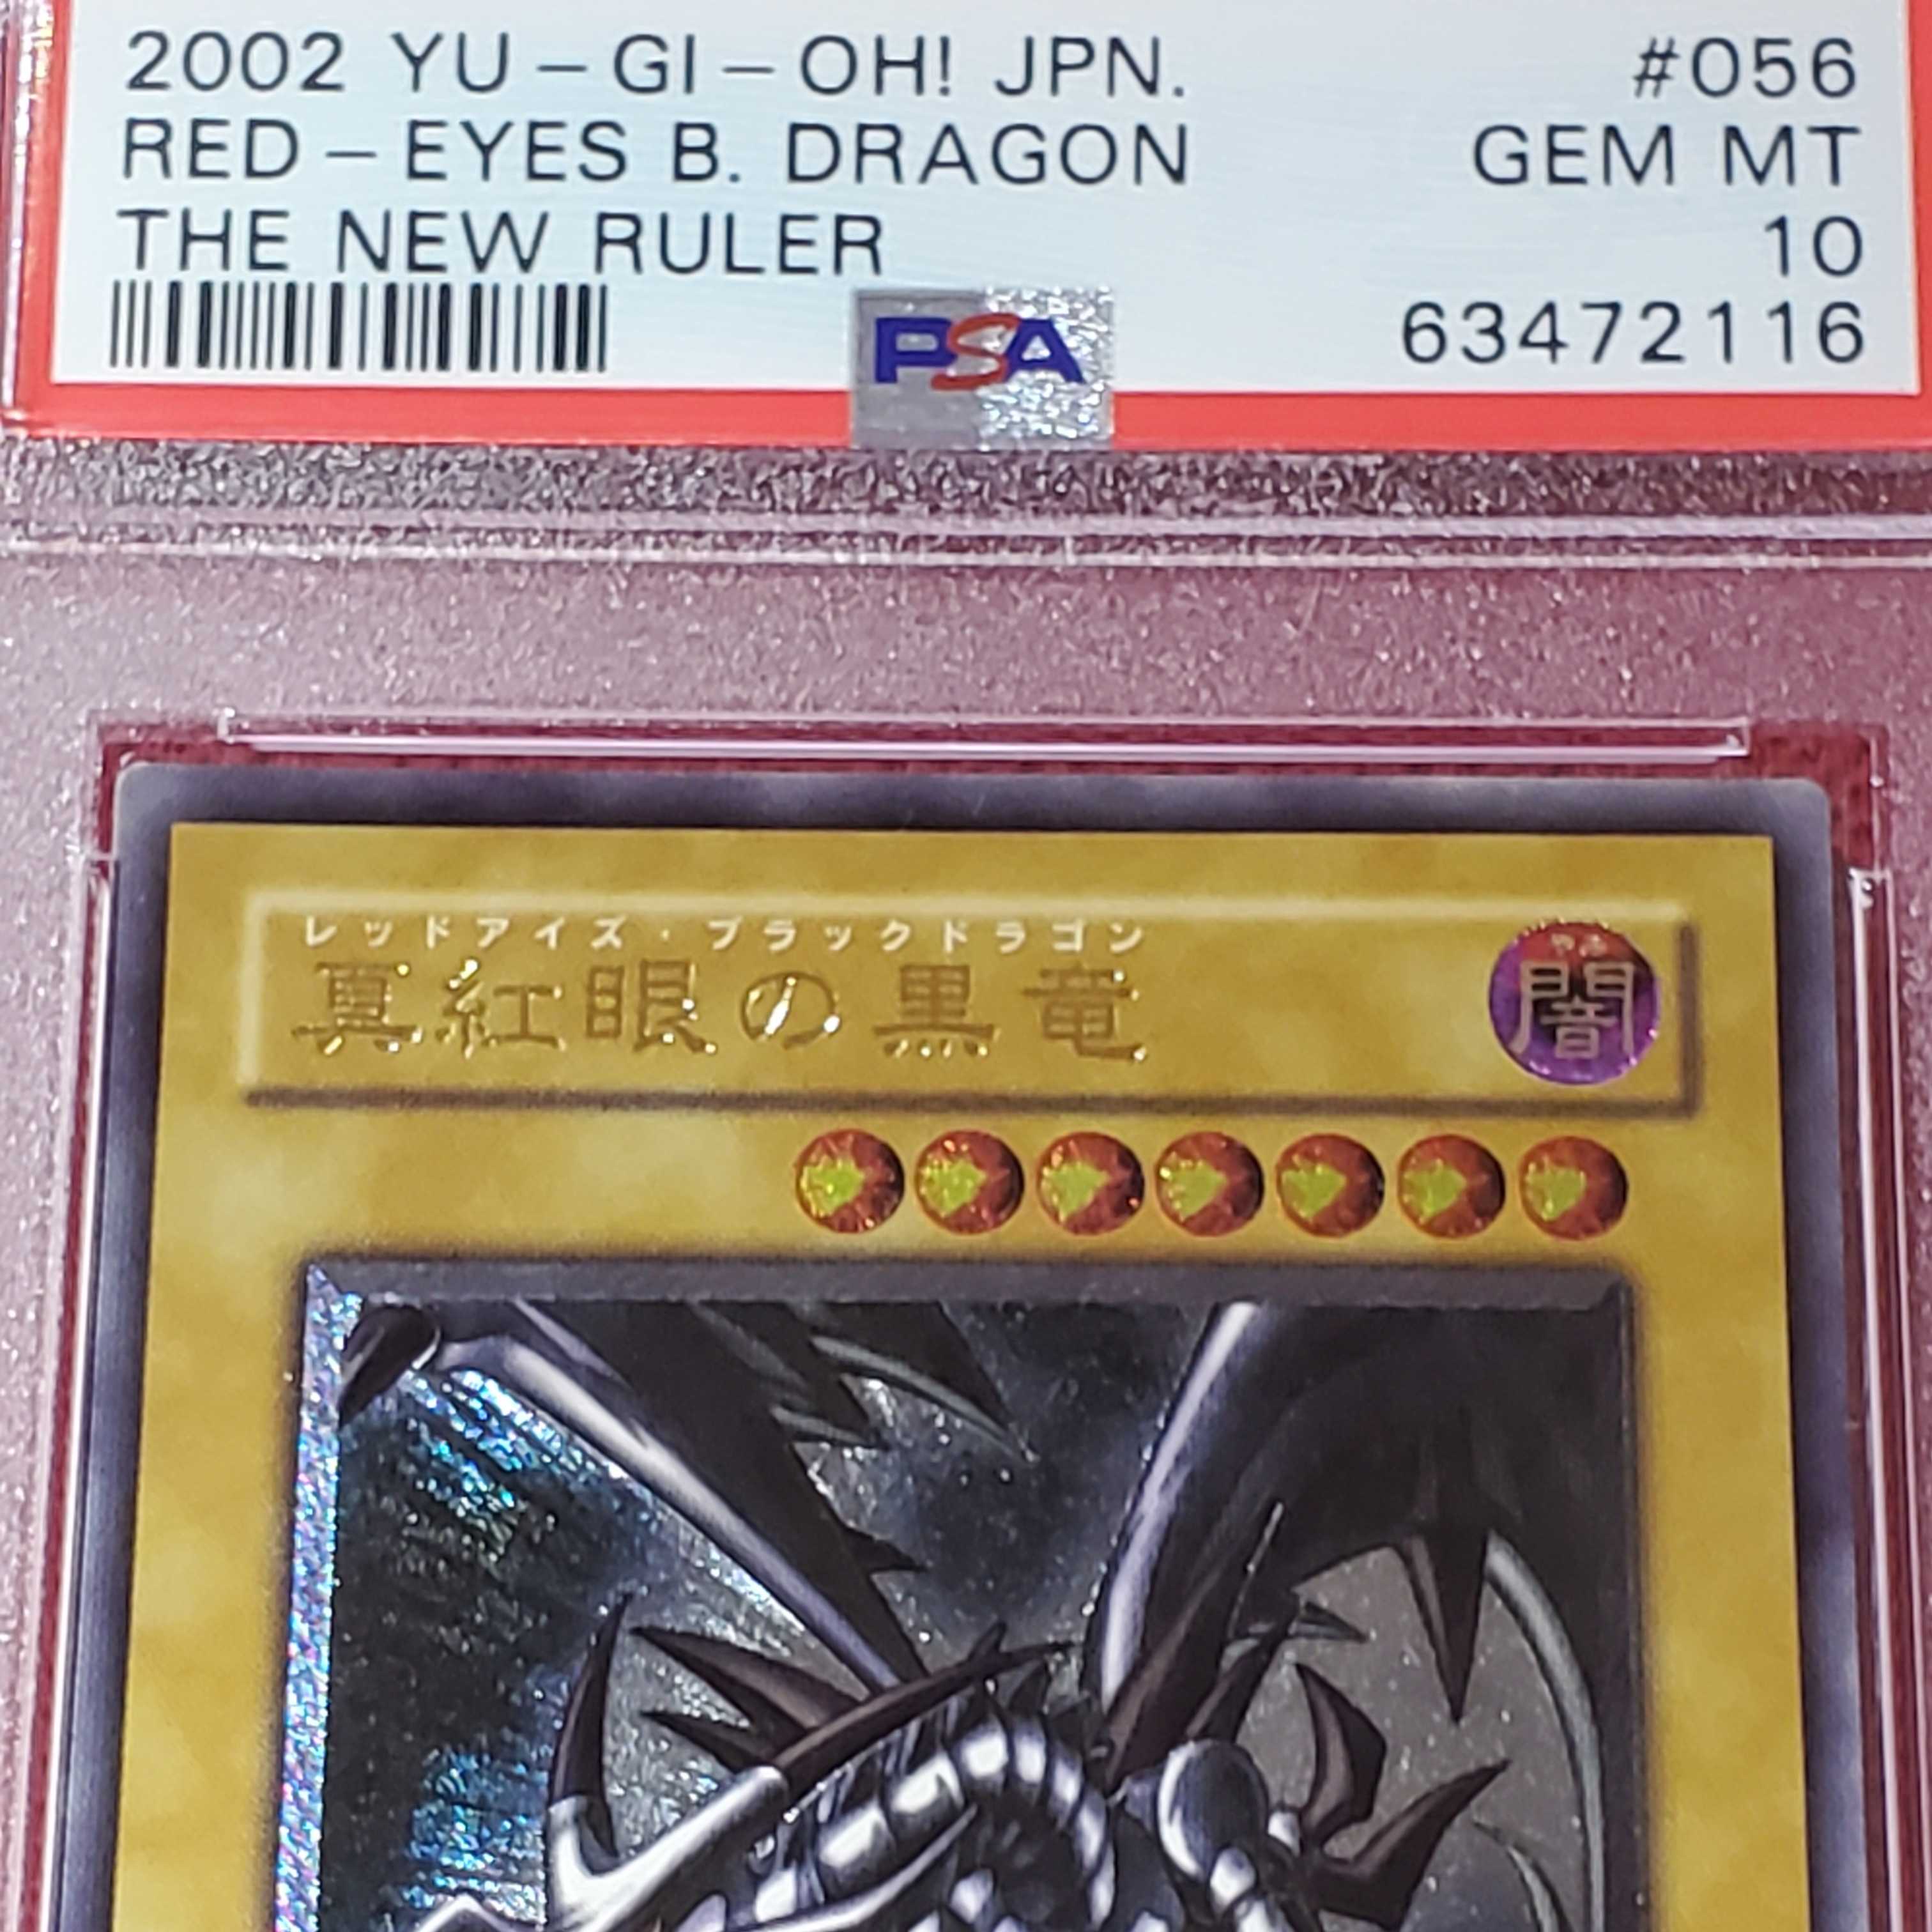 2002 YU-GI-OH! JPN. #056
RED-EYES B. DRAGON GEM MT
THE NEW RULER 10
PSA 63472116
レッドアイズ・ブラックドラゴン
真紅眼の黒竜
闇